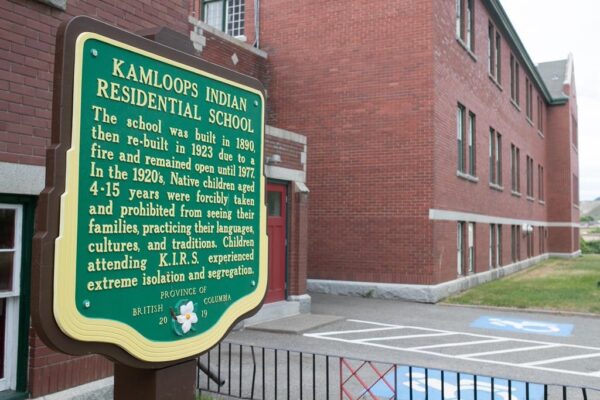 KAMLOOPS INDIAN
RESIDENTIAL SCHOOL
The school was built in 1890,
then re-built in 1923 due to a
fire and remained open until 1977.
In the 1920's, Native children aged
4-15 years were forcibly taken
and prohibited from seeing their
families, practicing their languages,
cultures, and traditions. Children
attending K.I.R.S. experienced
extreme isolation and segregation.
PROVINCE OF
BRITISH COLUMBIA
2019